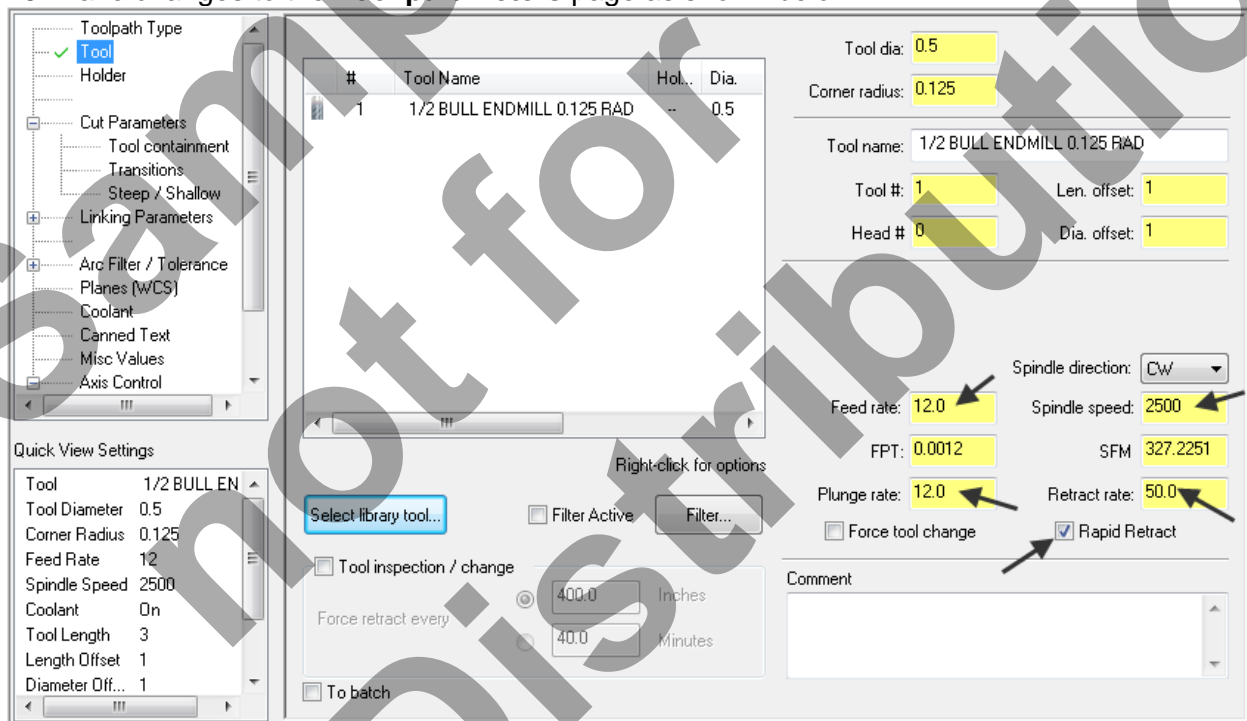 Toolpath Type
Tool
Holder
Cut Parameters
Tool containment
Transitions
Steep / Shallow
Linking Parameters
Arc Filter / Tolerance
Planes (WCS)
Coolant
Canned Text
Misc Values
Axis Control
Quick View Settings
Tool 1/2 BULL EN
Tool Diameter 0.5
Corner Radius 0.125
Feed Rate 12
Spindle Speed 2500
Coolant On
Tool Length 3
Length Offset 1
Diameter Off... 1
# Tool Name Hol... Dia.
1 1/2 BULL ENDMILL 0.125 RAD -- 0.5
Right-click for options
Select library tool... Filter Active Filter...
Tool inspection / change
Force retract every
400.0 Inches
40.0 Minutes
To batch
Tool dia: 0.5
Corner radius: 0.125
Tool name: 1/2 BULL ENDMILL 0.125 RAD
Tool #: 1 Len. offset: 1
Head # 0 Dia. offset: 1
Spindle direction: CW
Feed rate: 12.0 Spindle speed: 2500
FPT: 0.0012 SFM 327.2251
Plunge rate: 12.0 Retract rate: 50.0
Force tool change Rapid Retract
Comment
Sample
not for
Distribution